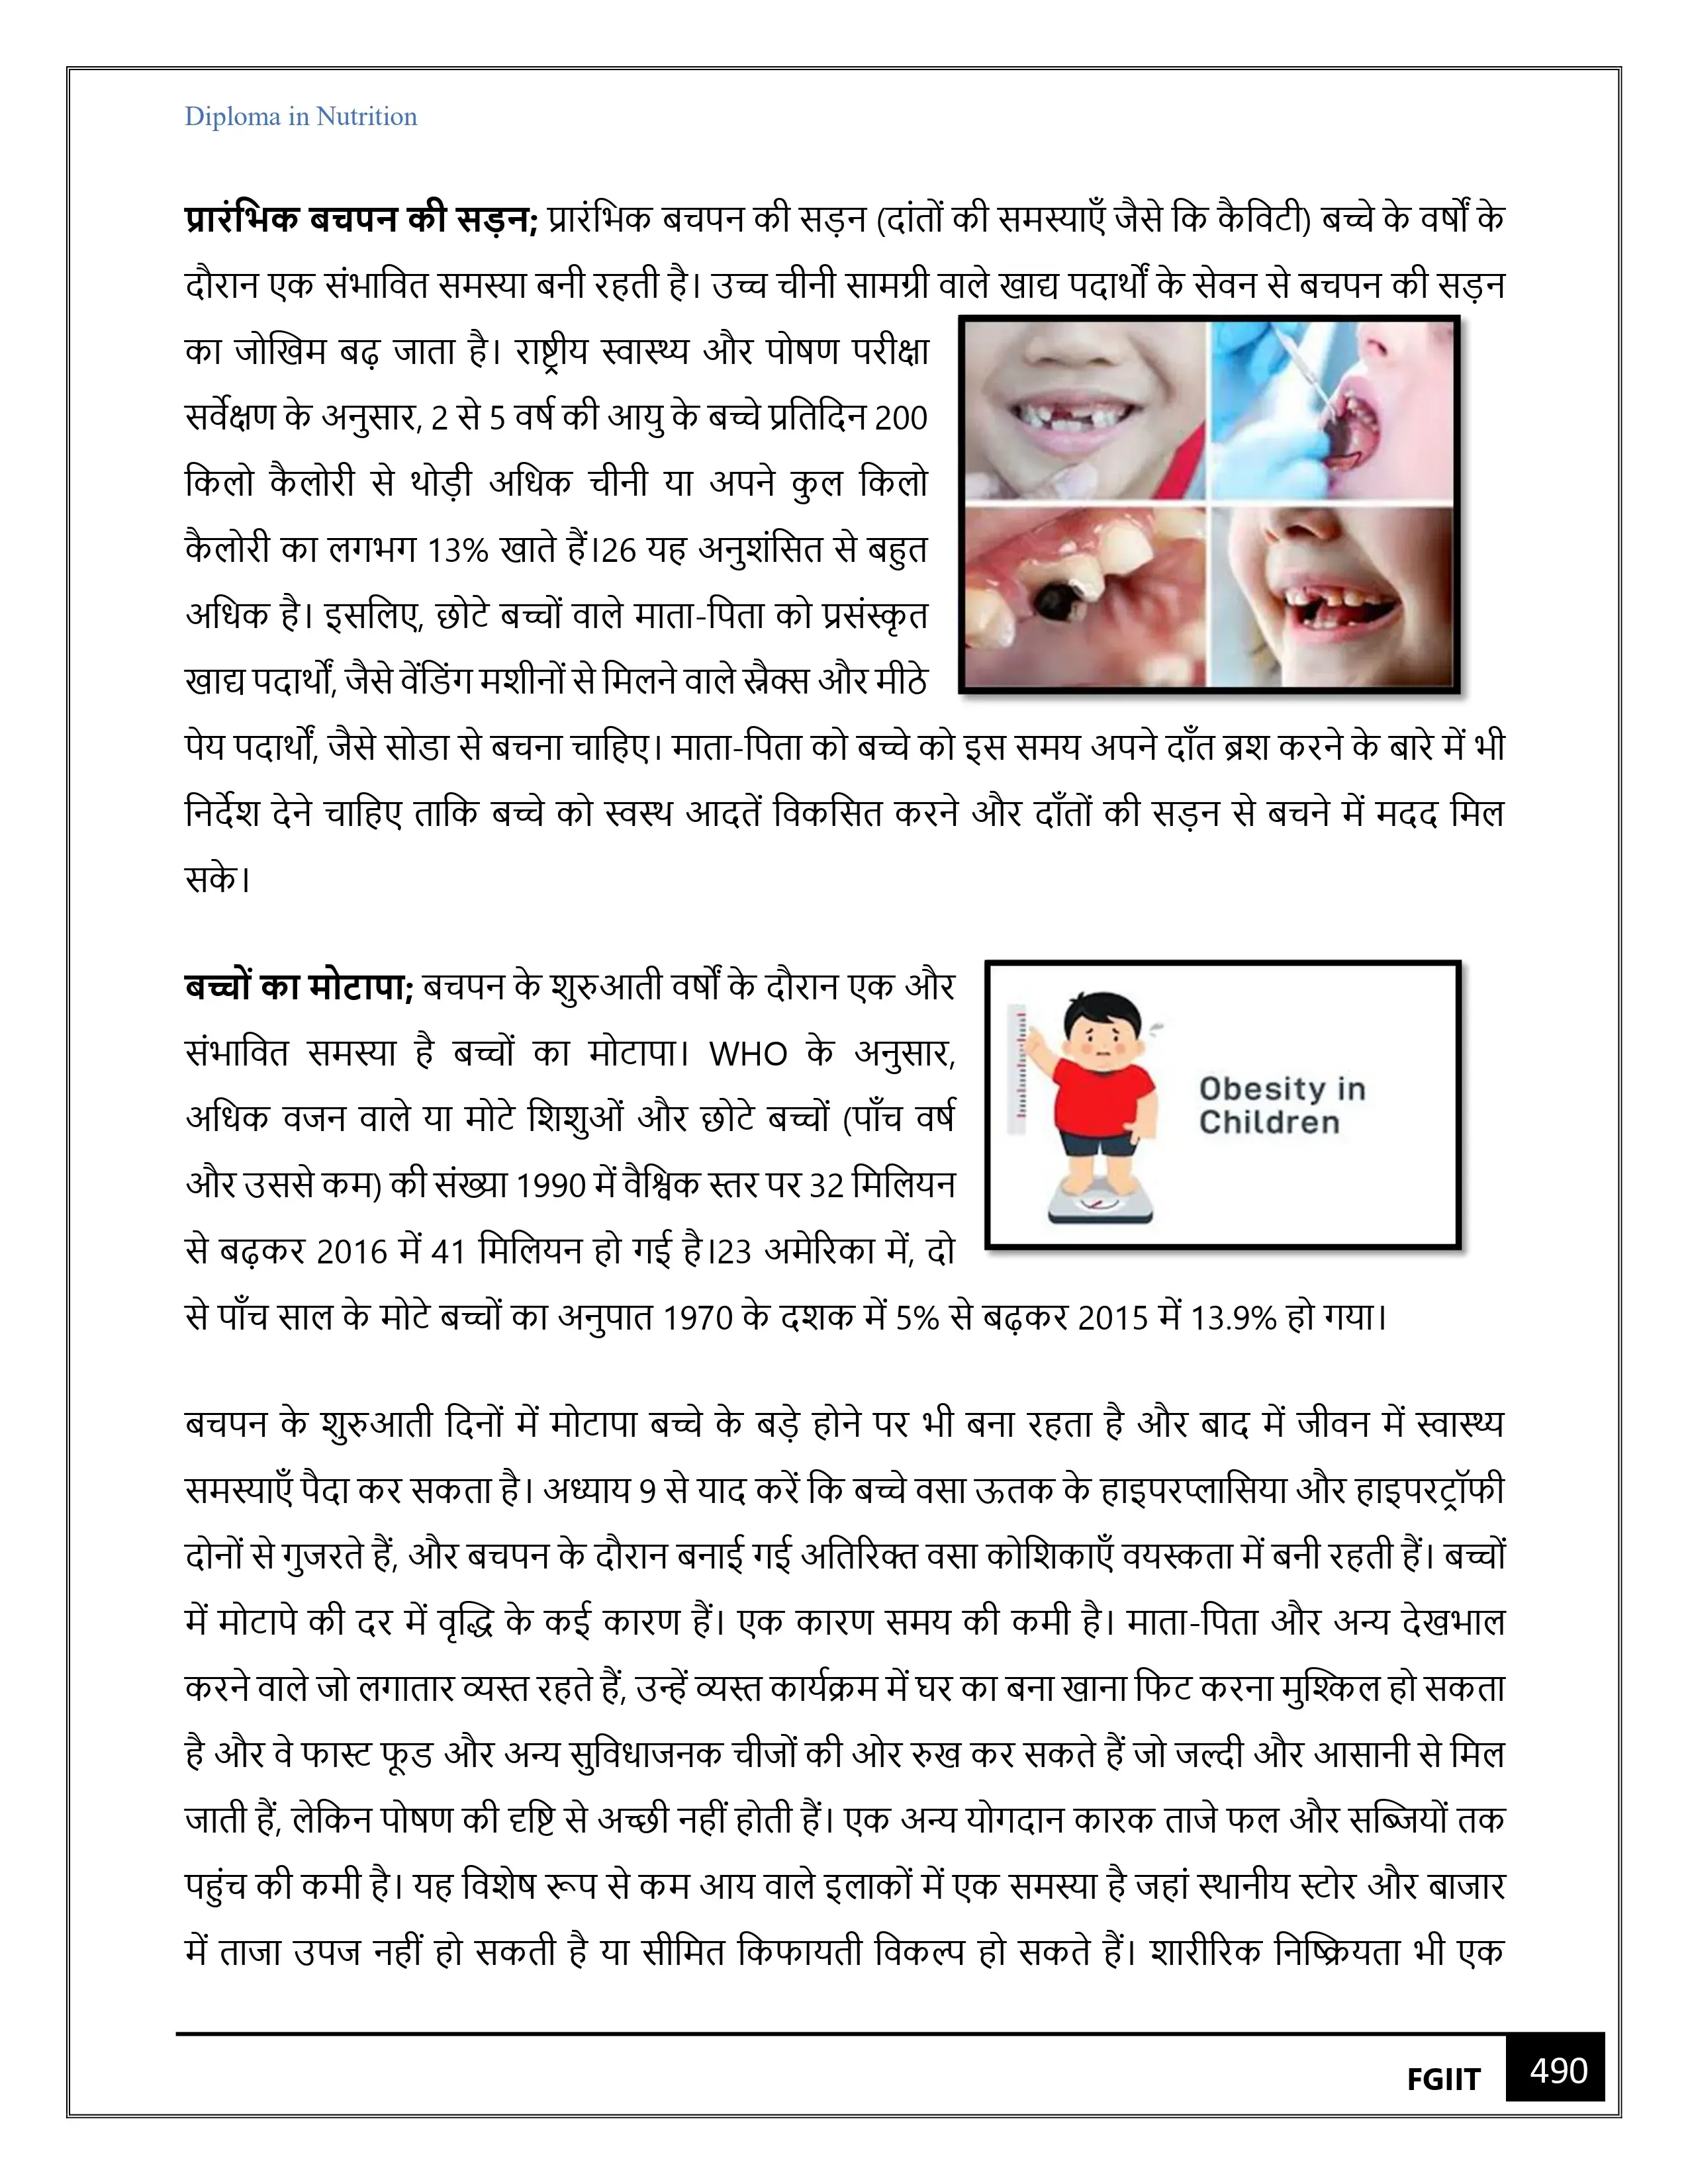 Diploma in Nutrition
प्रारंभिक बचपन की सड़न; प्रारंभिक बचपन की सड़न (दांतों की समस्याएँ जैसे कि कैविटी) बच्चे के वर्षों के
दौरान एक संभावित समस्या बनी रहती है। उच्च चीनी सामग्री वाले खाद्य पदार्थों के सेवन से बचपन की सड़न
का जोखिम बढ़ जाता है। राष्ट्रीय स्वास्थ्य और पोषण परीक्षा
सर्वेक्षण के अनुसार, 2 से 5 वर्ष की आयु के बच्चे प्रतिदिन 200
किलो कैलोरी से थोड़ी अधिक चीनी या अपने कुल किलो
कैलोरी का लगभग 13% खाते हैं।26 यह अनुशंसित से बहुत
अधिक है। इसलिए, छोटे बच्चों वाले माता-पिता को प्रसंस्कृत
खाद्य पदार्थों, जैसे वेंडिंग मशीनों से मिलने वाले स्नैक्स और मीठे
पेय पदार्थों, जैसे सोडा से बचना चाहिए। माता-पिता को बच्चे को इस समय अपने दाँत ब्रश करने के बारे में भी
निर्देश देने चाहिए ताकि बच्चे को स्वस्थ आदतें विकसित करने और दाँतों की सड़न से बचने में मदद मिल
सके।
बच्चों का मोटापा; बचपन के शुरुआती वर्षों के दौरान एक और
संभावित समस्या है बच्चों का मोटापा। WHO के अनुसार,
अधिक वजन वाले या मोटे शिशुओं और छोटे बच्चों (पाँच वर्ष
और उससे कम) की संख्या 1990 में वैश्विक स्तर पर 32 मिलियन
से बढ़कर 2016 में 41 मिलियन हो गई है।23 अमेरिका में, दो
से पाँच साल के मोटे बच्चों का अनुपात 1970 के दशक में 5% से बढ़कर 2015 में 13.9% हो गया।
Obesity in
Children
बचपन के शुरुआती दिनों में मोटापा बच्चे के बड़े होने पर भी बना रहता है और बाद में जीवन में स्वास्थ्य
समस्याएँ पैदा कर सकता है। अध्याय 9 से याद करें कि बच्चे वसा ऊतक के हाइपरप्लासिया और हाइपरट्रॉफी
दोनों से गुजरते हैं, और बचपन के दौरान बनाई गई अतिरिक्त वसा कोशिकाएँ वयस्कता में बनी रहती हैं। बच्चों
में मोटापे की दर में वृद्धि के कई कारण हैं। एक कारण समय की कमी है। माता-पिता और अन्य देखभाल
करने वाले जो लगातार व्यस्त रहते हैं, उन्हें व्यस्त कार्यक्रम में घर का बना खाना फिट करना मुश्किल हो सकता
है और वे फास्ट फूड और अन्य सुविधाजनक चीजों की ओर रुख कर सकते हैं जो जल्दी और आसानी से मिल
जाती हैं, लेकिन पोषण की दृष्टि से अच्छी नहीं होती हैं। एक अन्य योगदान कारक ताजे फल और सब्जियों तक
पहुंच की कमी है। यह विशेष रूप से कम आय वाले इलाकों में एक समस्या है जहां स्थानीय स्टोर और बाजार
में ताजा उपज नहीं हो सकती है या सीमित किफायती विकल्प हो सकते हैं। शारीरिक निष्क्रियता भी एक
FGIIT 490